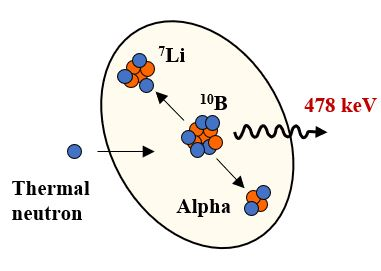 ⁷Li
¹⁰B
478 keV
Thermal
neutron
Alpha